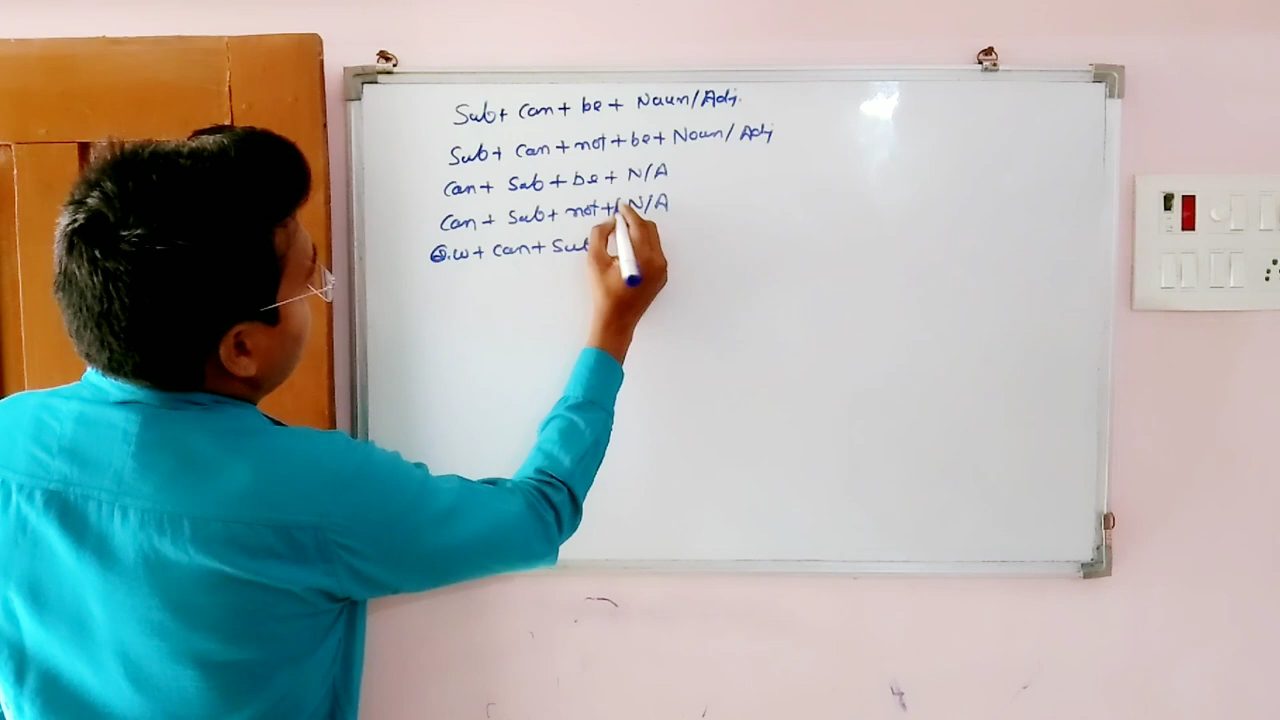 Sub+ Can+ be+ Noun/Adj.
Sub+ Can+not+be+Noun/Adj
Can+ Sub+be+ N/A
Can+ Sub+ not+ N/A
Q.w+ Can+ Sub